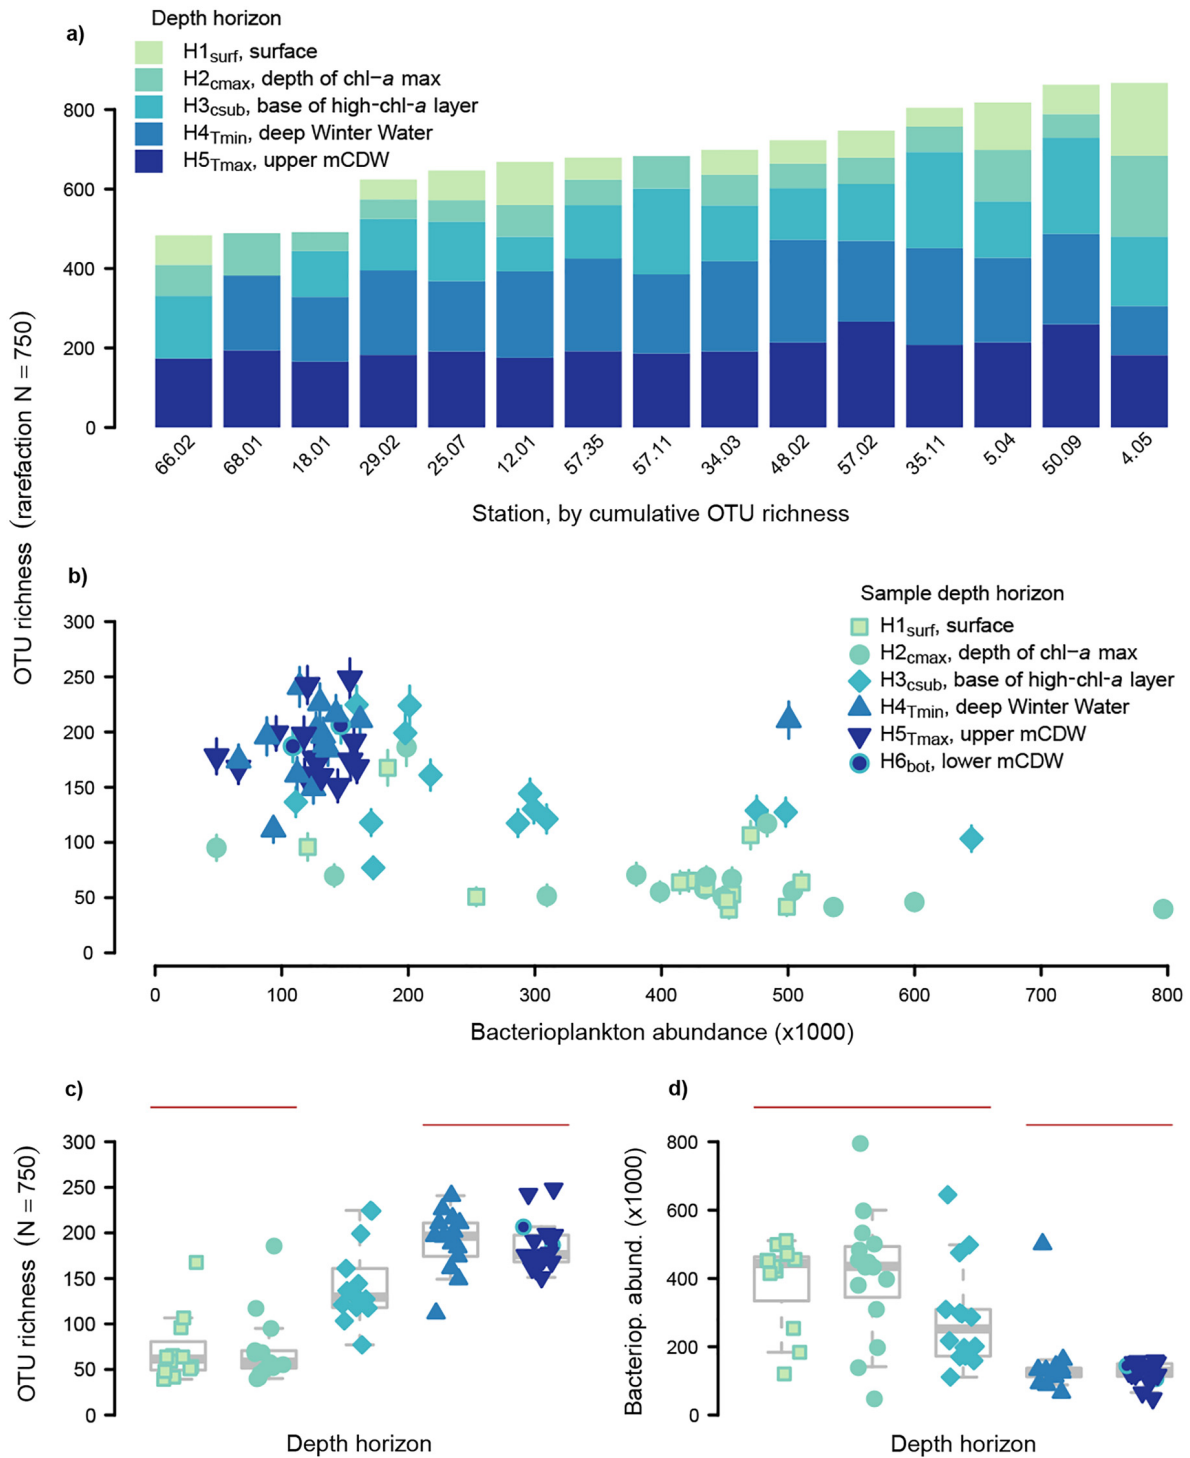 a)
Depth horizon
H1surf, surface
H2cmax, depth of chl−a max
H3csub, base of high-chl-a layer
H4Tmin, deep Winter Water
H5Tmax, upper mCDW
800
600
400
200
0
66.02 68.01 18.01 29.02 25.07 12.01 57.35 57.11 34.03 48.02 57.02 35.11 5.04 50.09 4.05
Station, by cumulative OTU richness
OTU richness (rarefaction N = 750)
b)
Sample depth horizon
H1surf, surface
H2cmax, depth of chl−a max
H3csub, base of high-chl-a layer
H4Tmin, deep Winter Water
H5Tmax, upper mCDW
H6bot, lower mCDW
300
250
200
150
100
50
0
0 100 200 300 400 500 600 700 800
Bacterioplankton abundance (x1000)
c)
OTU richness (N = 750)
300
250
200
150
100
50
0
Depth horizon
d)
Bacteriop. abund. (x1000)
800
600
400
200
0
Depth horizon